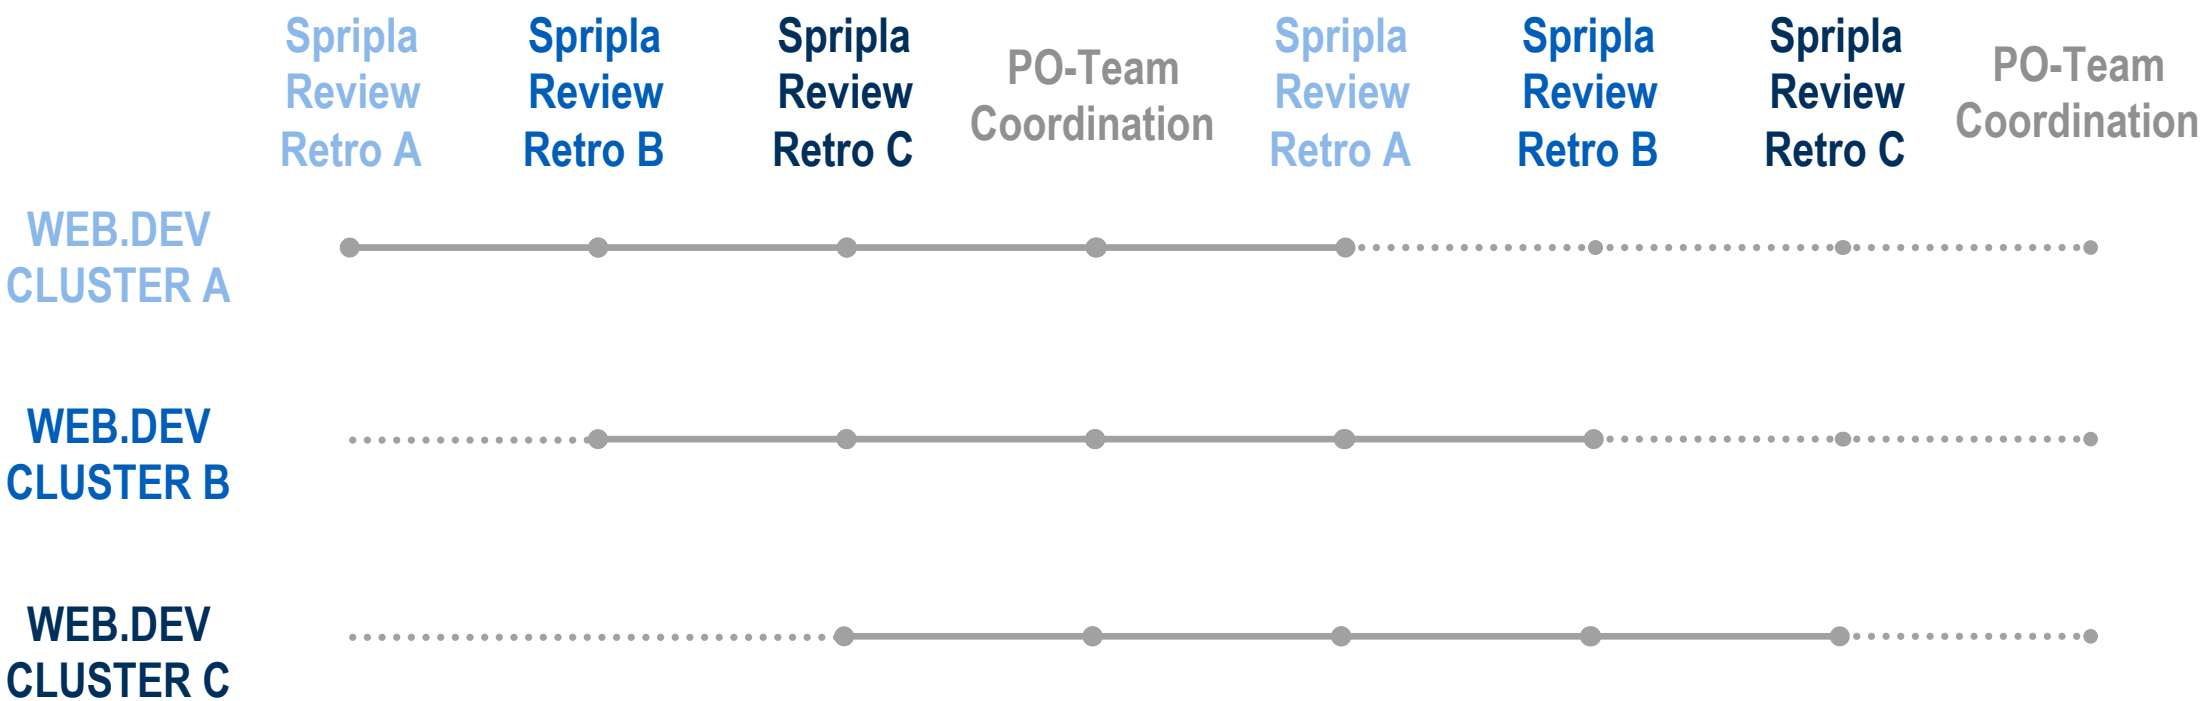 Spripla
Review
Retro A
Spripla
Review
Retro B
Spripla
Review
Retro C
PO-Team
Coordination
Spripla
Review
Retro A
Spripla
Review
Retro B
Spripla
Review
Retro C
PO-Team
Coordination
WEB.DEV
CLUSTER A
WEB.DEV
CLUSTER B
WEB.DEV
CLUSTER C